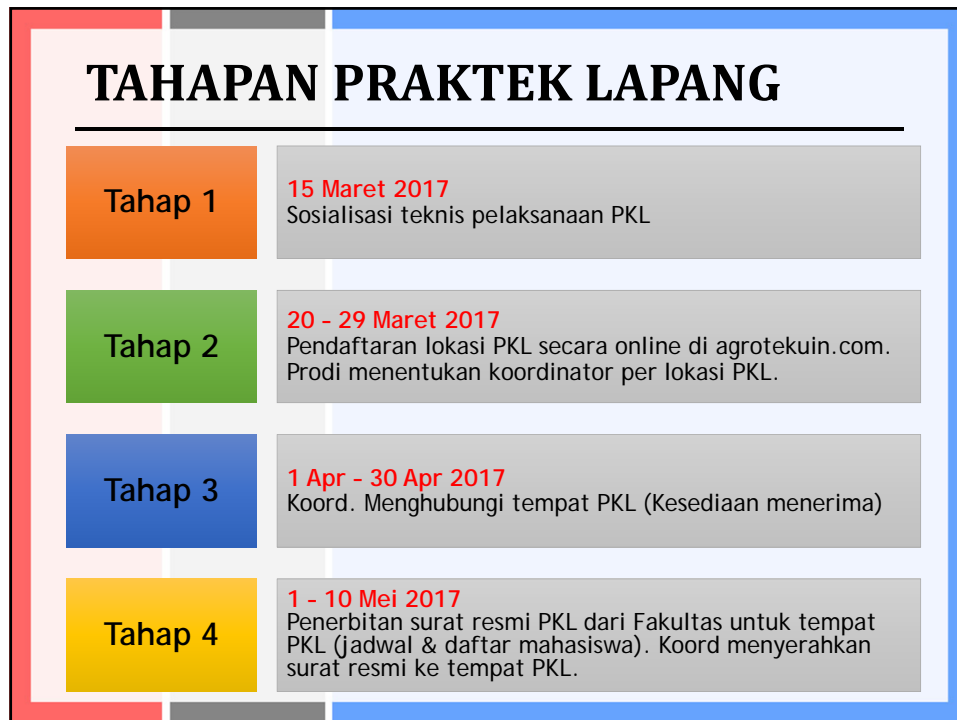 TAHAPAN PRAKTEK LAPANG
Tahap 1
15 Maret 2017
Sosialisasi teknis pelaksanaan PKL
Tahap 2
20 - 29 Maret 2017
Pendaftaran lokasi PKL secara online di agrotekuin.com.
Prodi menentukan koordinator per lokasi PKL.
Tahap 3
1 Apr - 30 Apr 2017
Koord. Menghubungi tempat PKL (Kesediaan menerima)
Tahap 4
1 - 10 Mei 2017
Penerbitan surat resmi PKL dari Fakultas untuk tempat
PKL (jadwal & daftar mahasiswa). Koord menyerahkan
surat resmi ke tempat PKL.